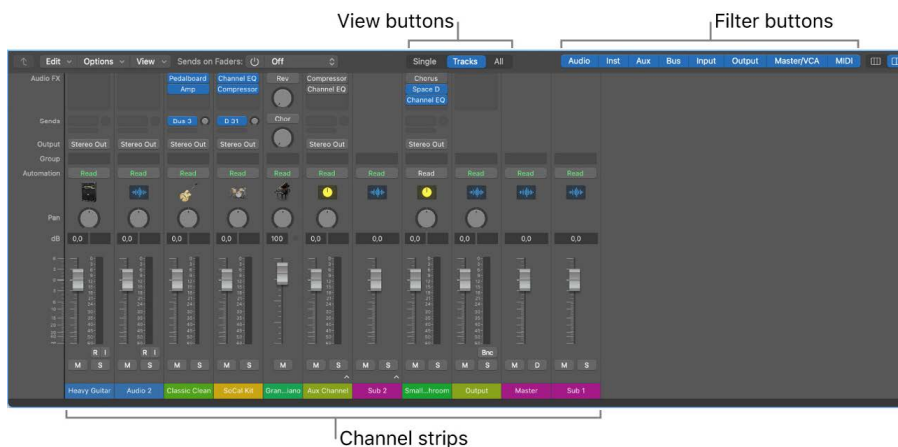 View buttons Filter buttons
Edit Options View Sends on Faders: Off Single Tracks All Audio Inst Aux Bus Input Output Master/VCA MIDI
Audio FX Pedalboard Channel EQ Rev Compressor Chorus
Amp Compressor Channel EQ Space D
Channel EQ
Sends Bus 3 Chor
Output Stereo Out Stereo Out Stereo Out Stereo Out Stereo Out Stereo Out
Group
Automation Read Read Read Read Read Read Read Read Read Read Read
Pan
dB 0,0 0,0 0,0 0,0 100 0,0 0,0 0,0 0,0 0,0 0,0
R I R I Bnc
M S M S M S M S M M S M S M S M S M D M S
Heavy Guitar Audio 2 Classic Clean SoCal Kit Gran...iano Aux Channel Sub 2 Small...hroom Output Master Sub 1
Channel strips